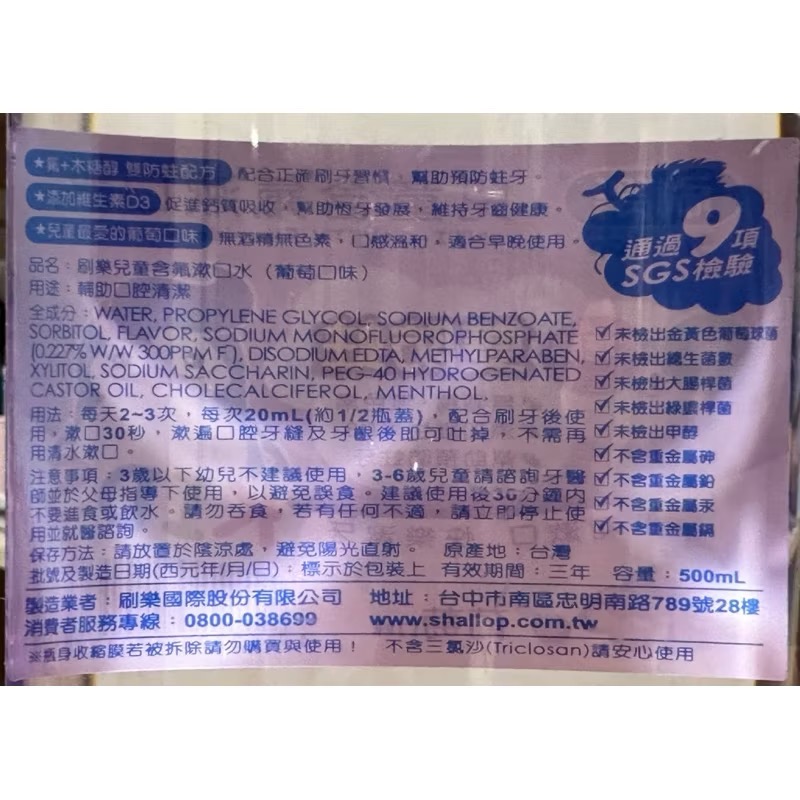 ★氟+木糖醇 雙防蛀配方 配合正確刷牙習慣，幫助預防蛀牙。
★添加維生素D3 促進鈣質吸收，幫助恆牙發展，維持牙齒健康。
★兒童最愛的葡萄口味 無酒精無色素，口感溫和，適合早晚使用。
通過9項
SGS檢驗
品名：刷樂兒童含氟漱口水（葡萄口味）
用途：輔助口腔清潔
全成分：WATER, PROPYLENE GLYCOL, SODIUM BENZOATE,
SORBITOL, FLAVOR, SODIUM MONOFLUOROPHOSPHATE
(0.227% W/W 300PPM F), DISODIUM EDTA, METHYLPARABEN,
XYLITOL, SODIUM SACCHARIN, PEG-40 HYDROGENATED
CASTOR OIL, CHOLECALCIFEROL, MENTHOL.
用法：每天2~3次，每次20mL(約1/2瓶蓋)，配合刷牙後使
用，漱口30秒，漱遍口腔牙縫及牙齦後即可吐掉，不需再
用清水漱口。
注意事項：3歲以下幼兒不建議使用，3-6歲兒童請諮詢牙醫
師並於父母指導下使用，以避免誤食。建議使用後30分鐘內
不要進食或飲水。請勿吞食，若有任何不適，請立即停止使
用並就醫諮詢。
☑未檢出金黃色葡萄球菌
☑未檢出總生菌數
☑未檢出大腸桿菌
☑未檢出綠膿桿菌
☑未檢出甲醇
☑不含重金屬砷
☑不含重金屬鉛
☑不含重金屬汞
☑不含重金屬鎘
保存方法：請放置於陰涼處，避免陽光直射。 原產地：台灣
批號及製造日期(西元年/月/日)：標示於包裝上 有效期間：三年 容量：500mL
製造業者：刷樂國際股份有限公司 地址：台中市南區忠明南路789號28樓
消費者服務專線：0800-038699 www.shallop.com.tw
※瓶身收縮膜若被拆除請勿購買與使用！ 不含三氯沙(Triclosan)請安心使用